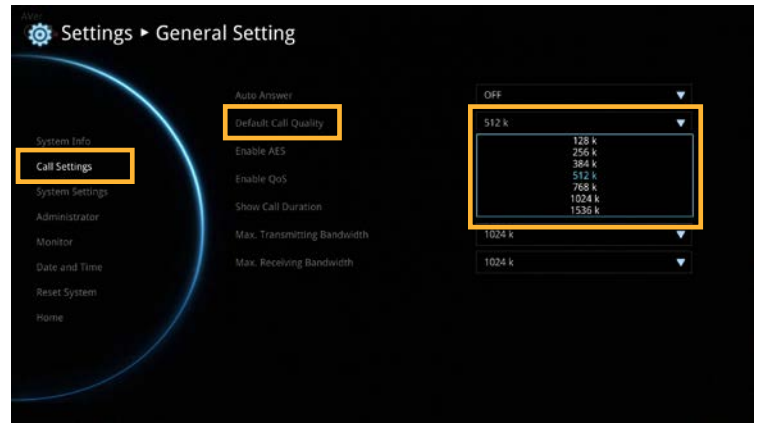 AVer
Settings ▸ General Setting
System Info
Call Settings
System Settings
Administrator
Monitor
Date and Time
Reset System
Home
Auto Answer OFF ▼
Default Call Quality 512 k ▼
128 k
256 k
384 k
512 k
768 k
1024 k
1536 k
Enable AES
Enable QoS
Show Call Duration
Max. Transmitting Bandwidth 1024 k ▼
Max. Receiving Bandwidth 1024 k ▼